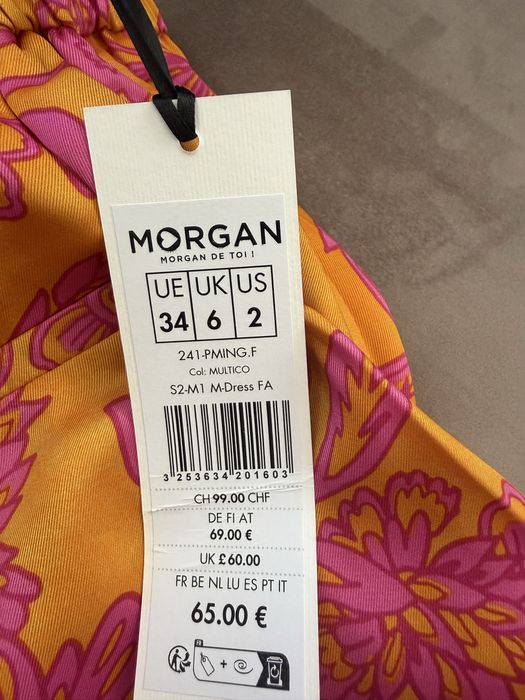 MORGAN
MORGAN DE TOI !
UE UK US
34 6 2
241-PMING.F
Col: MULTICO
S2-M1 M-Dress FA
3 253634 201603
CH 99.00 CHF
DE FI AT
69.00 €
UK £60.00
FR BE NL LU ES PT IT
65.00 €
FR
+